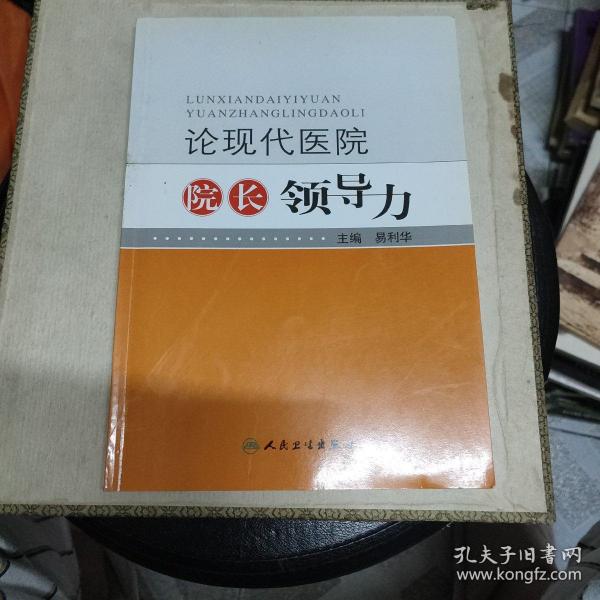 LUNXIANDAIYIYUAN
YUANZHANGLINGDAOLI
论现代医院
院长 领导力
主编 易利华
人民卫生出版社
孔夫子旧书网
www.kongfz.com